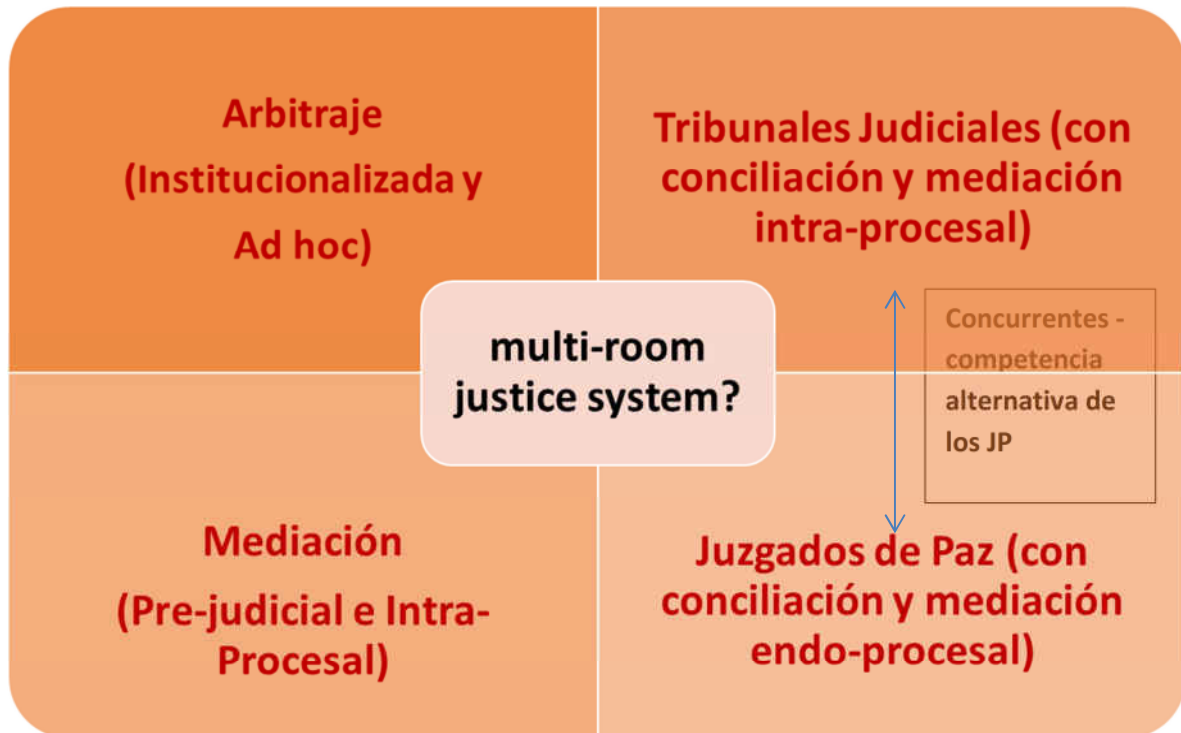 Arbitraje
(Institucionalizada y
Ad hoc)
Tribunales Judiciales (con
conciliación y mediación
intra-procesal)
multi-room
justice system?
Concurrentes -
competencia
alternativa de
los JP
Mediación
(Pre-judicial e Intra-
Procesal)
Juzgados de Paz (con
conciliación y mediación
endo-procesal)